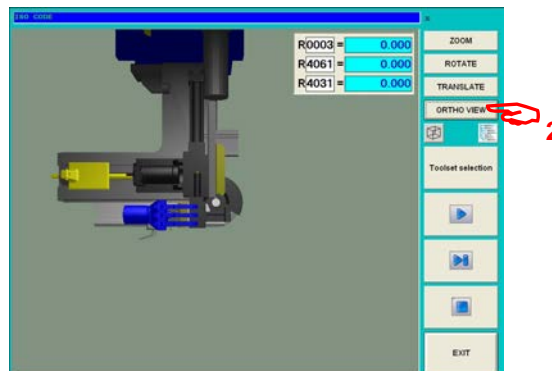 ISO CODE
R0003 = 0.000
R4061 = 0.000
R4031 = 0.000
ZOOM
ROTATE
TRANSLATE
ORTHO VIEW
2
Toolset selection
EXIT